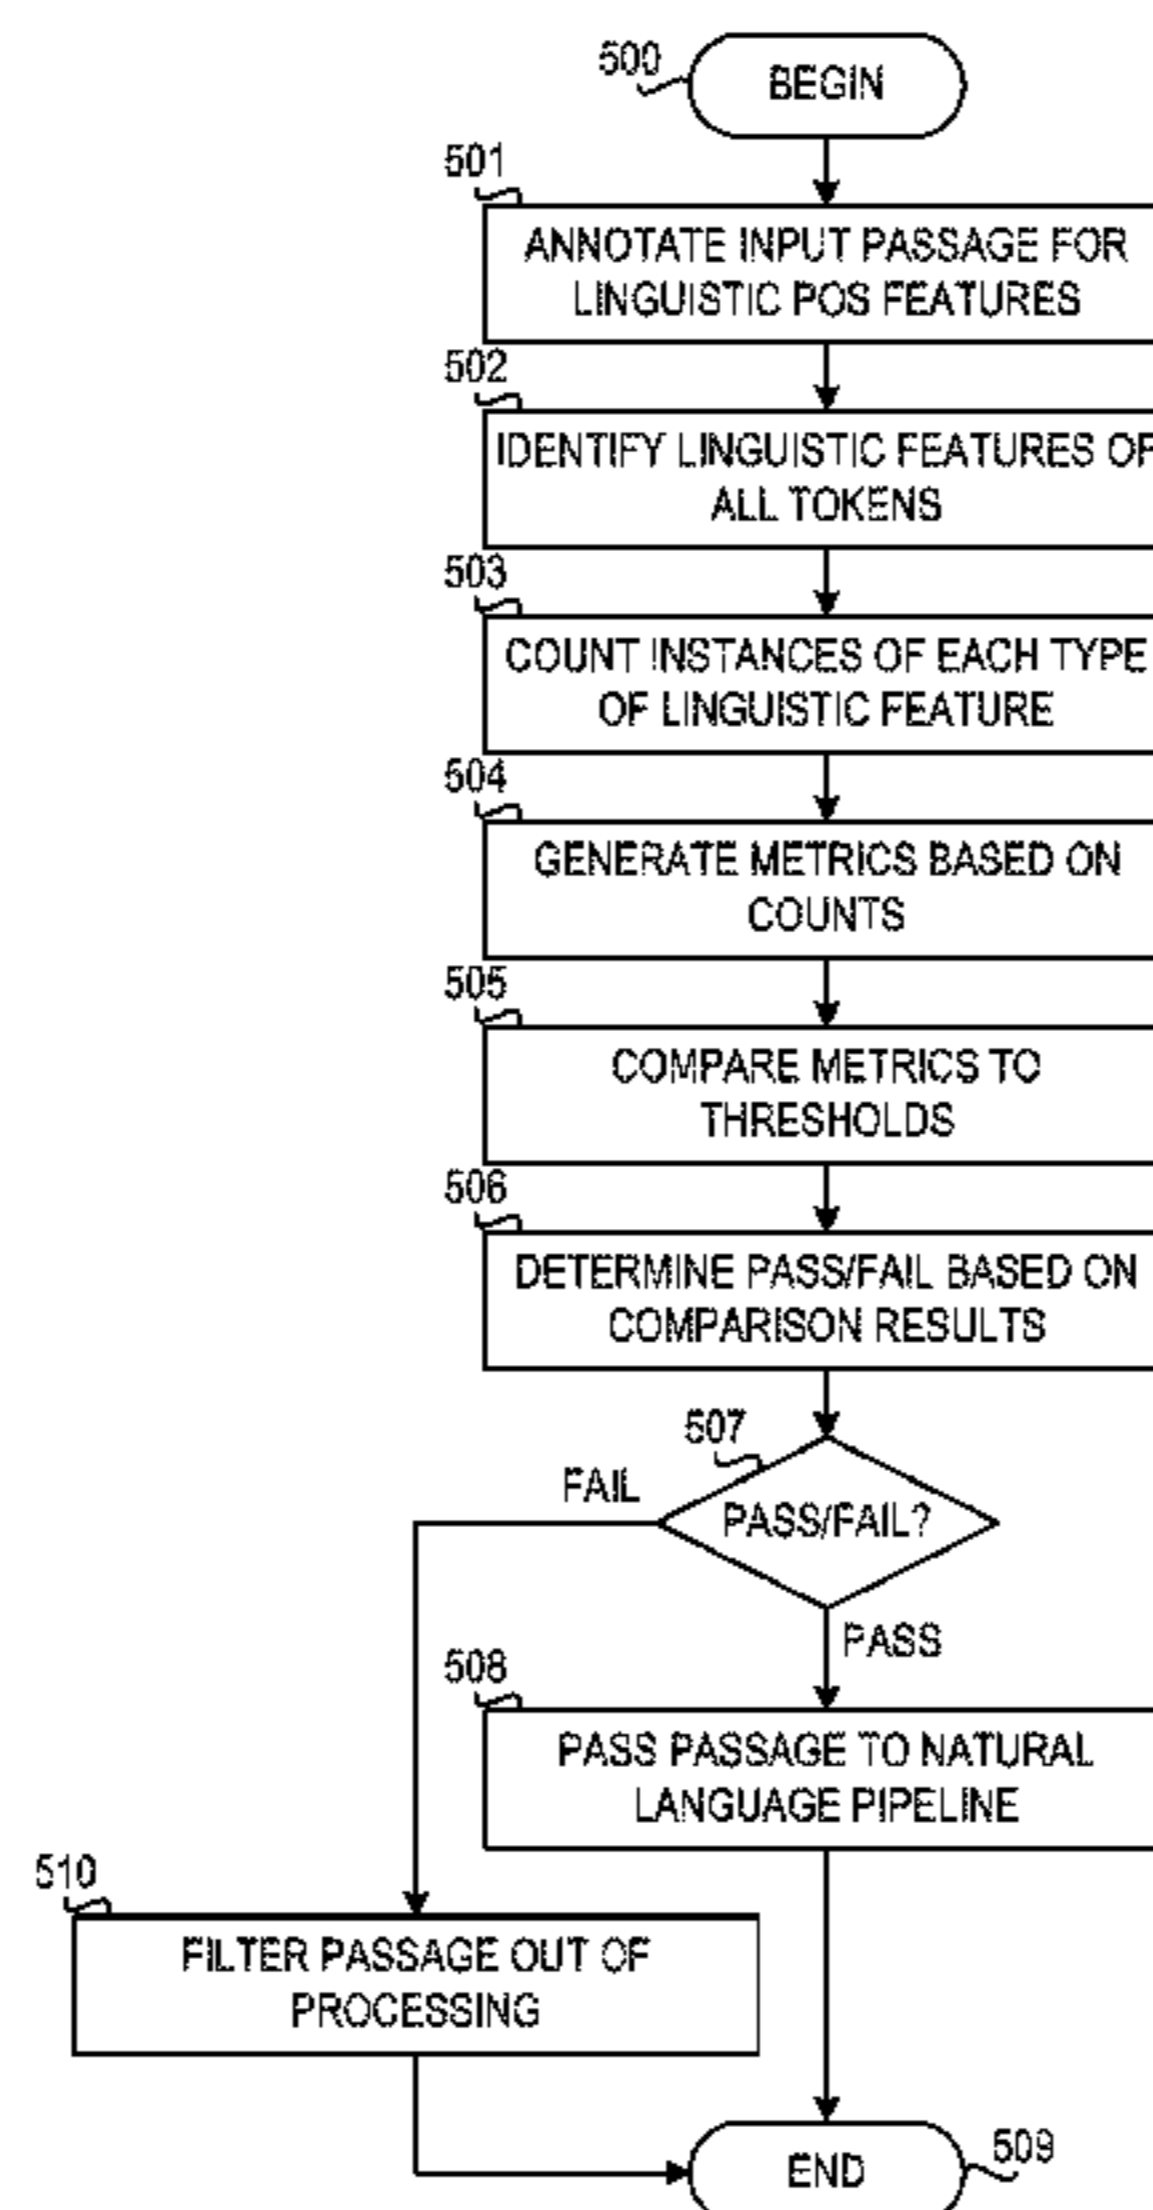 500
BEGIN
501
ANNOTATE INPUT PASSAGE FOR
LINGUISTIC POS FEATURES
502
IDENTIFY LINGUISTIC FEATURES OF
ALL TOKENS
503
COUNT INSTANCES OF EACH TYPE
OF LINGUISTIC FEATURE
504
GENERATE METRICS BASED ON
COUNTS
505
COMPARE METRICS TO
THRESHOLDS
506
DETERMINE PASS/FAIL BASED ON
COMPARISON RESULTS
507
FAIL
PASS/FAIL?
PASS
508
PASS PASSAGE TO NATURAL
LANGUAGE PIPELINE
510
FILTER PASSAGE OUT OF
PROCESSING
END
509